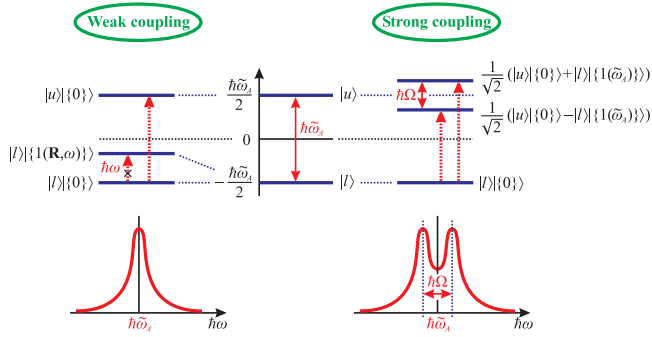 Weak coupling
Strong coupling
|u⟩|{0}⟩
ħω̃_A/2
|u⟩
ħΩ
1/√2 (|u⟩|{0}⟩+|l⟩|{1(ω̃_A)}⟩)
1/√2 (|u⟩|{0}⟩−|l⟩|{1(ω̃_A)}⟩)
0
ħω̃_A
|l⟩|{1(R,ω)}⟩
ħω
|l⟩|{0}⟩
−ħω̃_A/2
|l⟩
|l⟩|{0}⟩
ħω̃_A
ħω
ħΩ
ħω̃_A
ħω